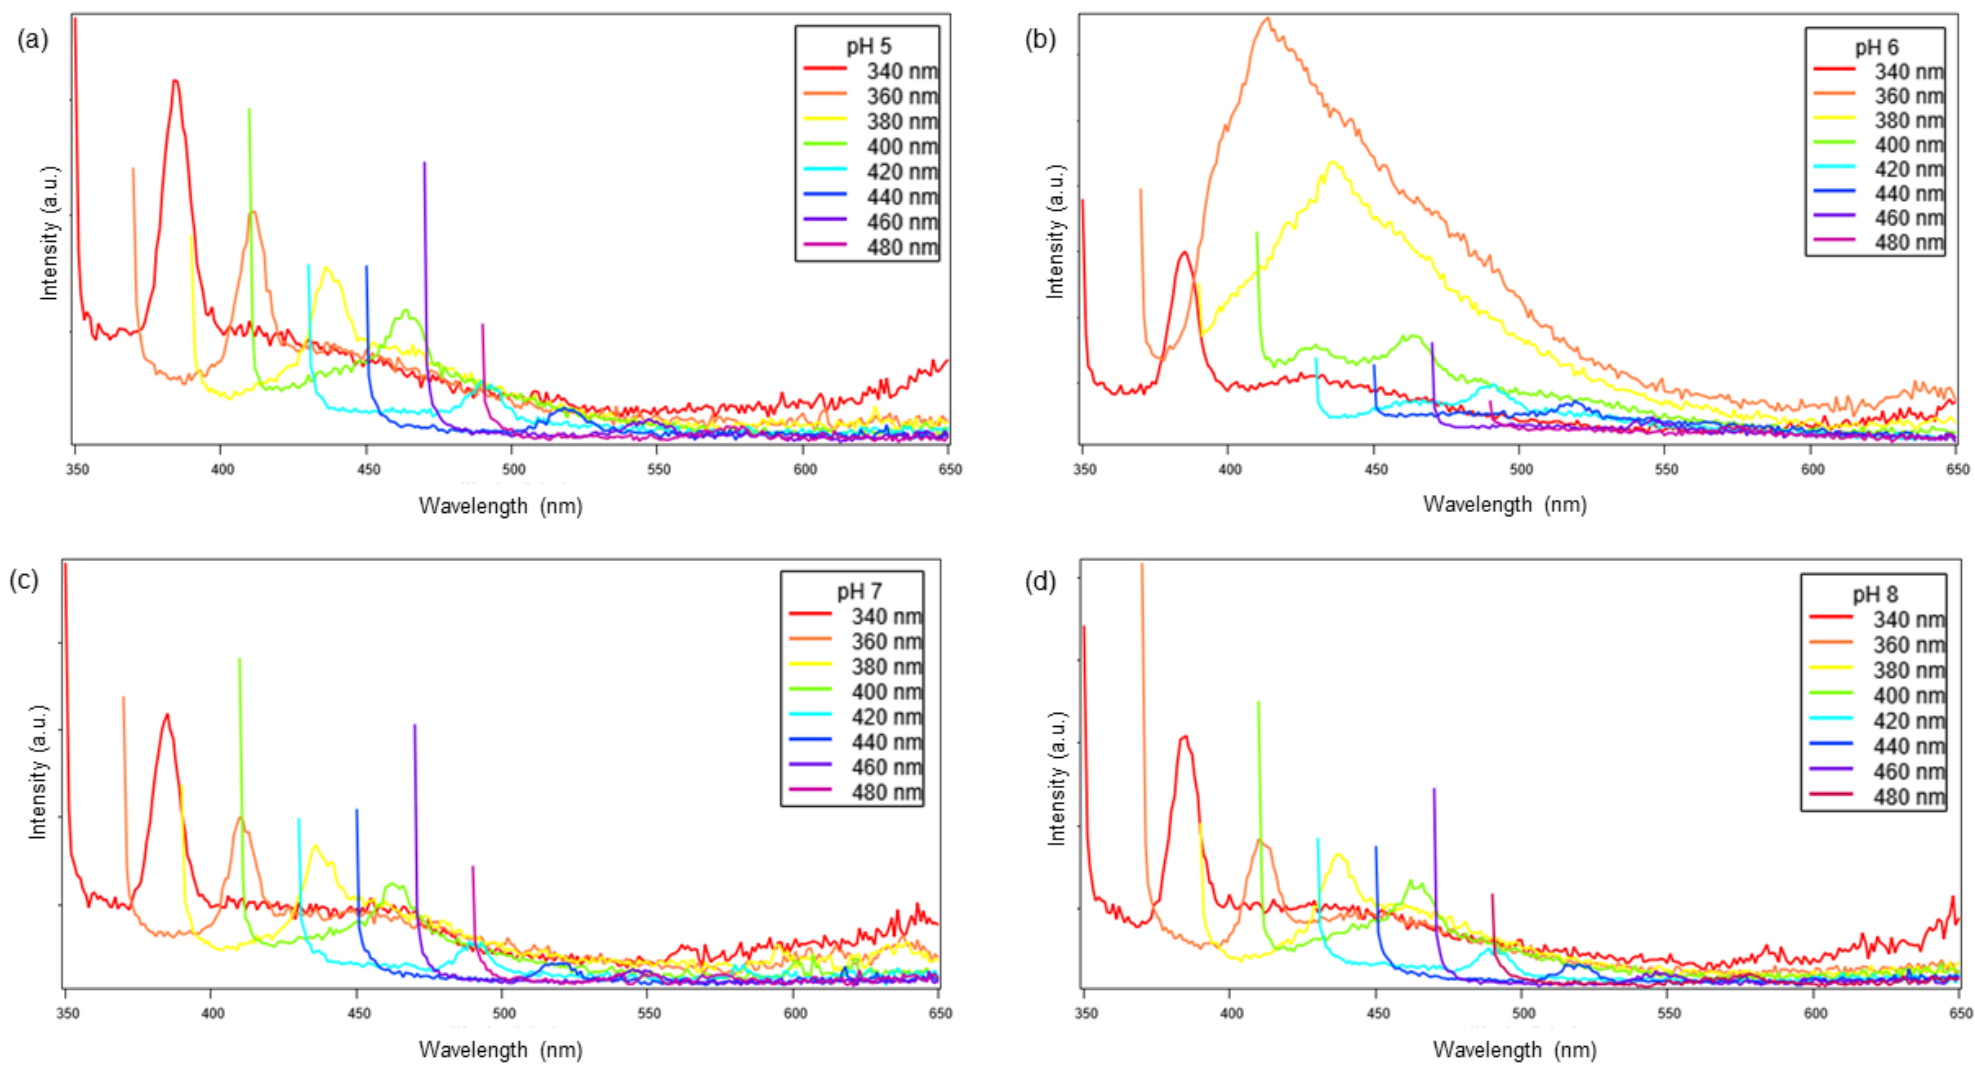 (a)
pH 5
340 nm
360 nm
380 nm
400 nm
420 nm
440 nm
460 nm
480 nm
Intensity (a.u.)
350 400 450 500 550 600 650
Wavelength (nm)
(b)
pH 6
340 nm
360 nm
380 nm
400 nm
420 nm
440 nm
460 nm
480 nm
Intensity (a.u.)
350 400 450 500 550 600 650
Wavelength (nm)
(c)
pH 7
340 nm
360 nm
380 nm
400 nm
420 nm
440 nm
460 nm
480 nm
Intensity (a.u.)
350 400 450 500 550 600 650
Wavelength (nm)
(d)
pH 8
340 nm
360 nm
380 nm
400 nm
420 nm
440 nm
460 nm
480 nm
Intensity (a.u.)
350 400 450 500 550 600 650
Wavelength (nm)